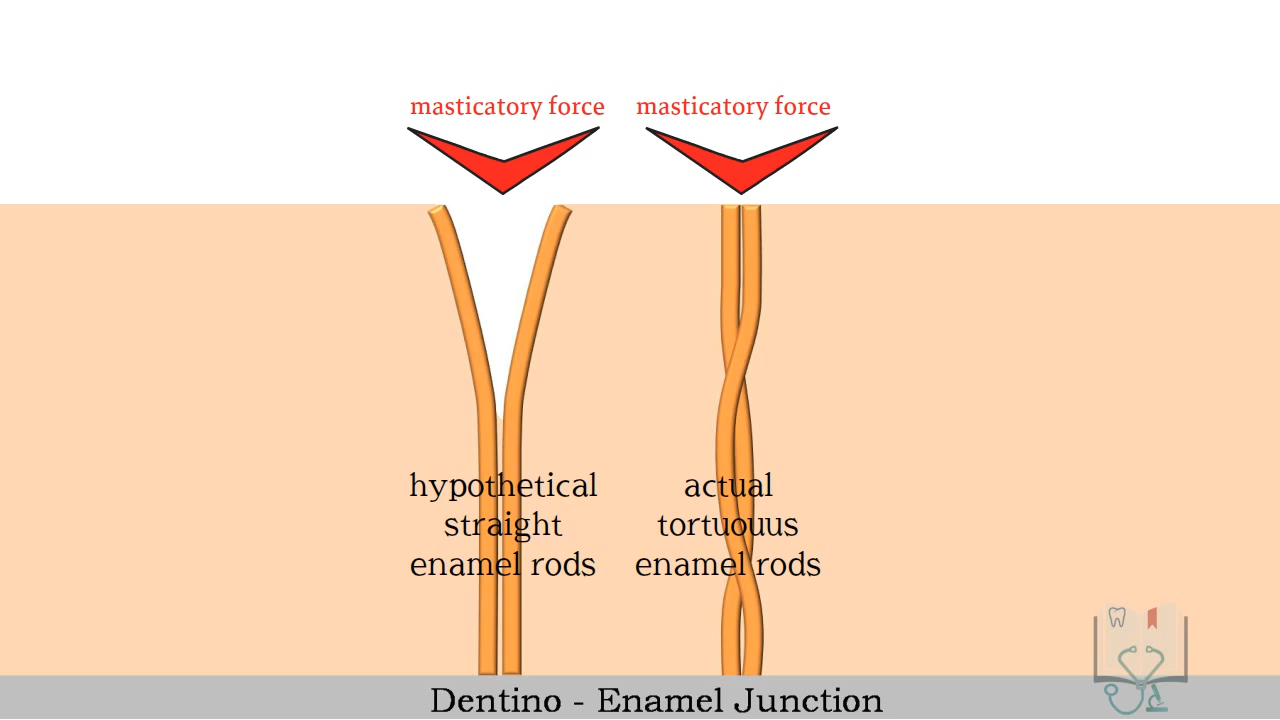 masticatory force masticatory force
hypothetical
straight
enamel rods
actual
tortuouus
enamel rods
Dentino - Enamel Junction